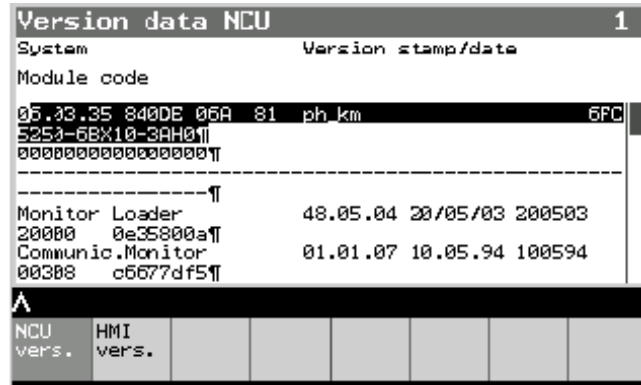 Version data NCU 1
System Version stamp/date
Module code
06.03.35 840DE 06A 81 ph_km 6FC
5253-6BX10-3AH0¶
0000000000000000¶
--------------------------------------------------
----------------¶
Monitor Loader 48.05.04 20/05/03 200503
20000 0e35800a¶
Communic.Monitor 01.01.07 10.05.94 100594
00308 c6677df5¶
Λ
NCU HMI
vers. vers.